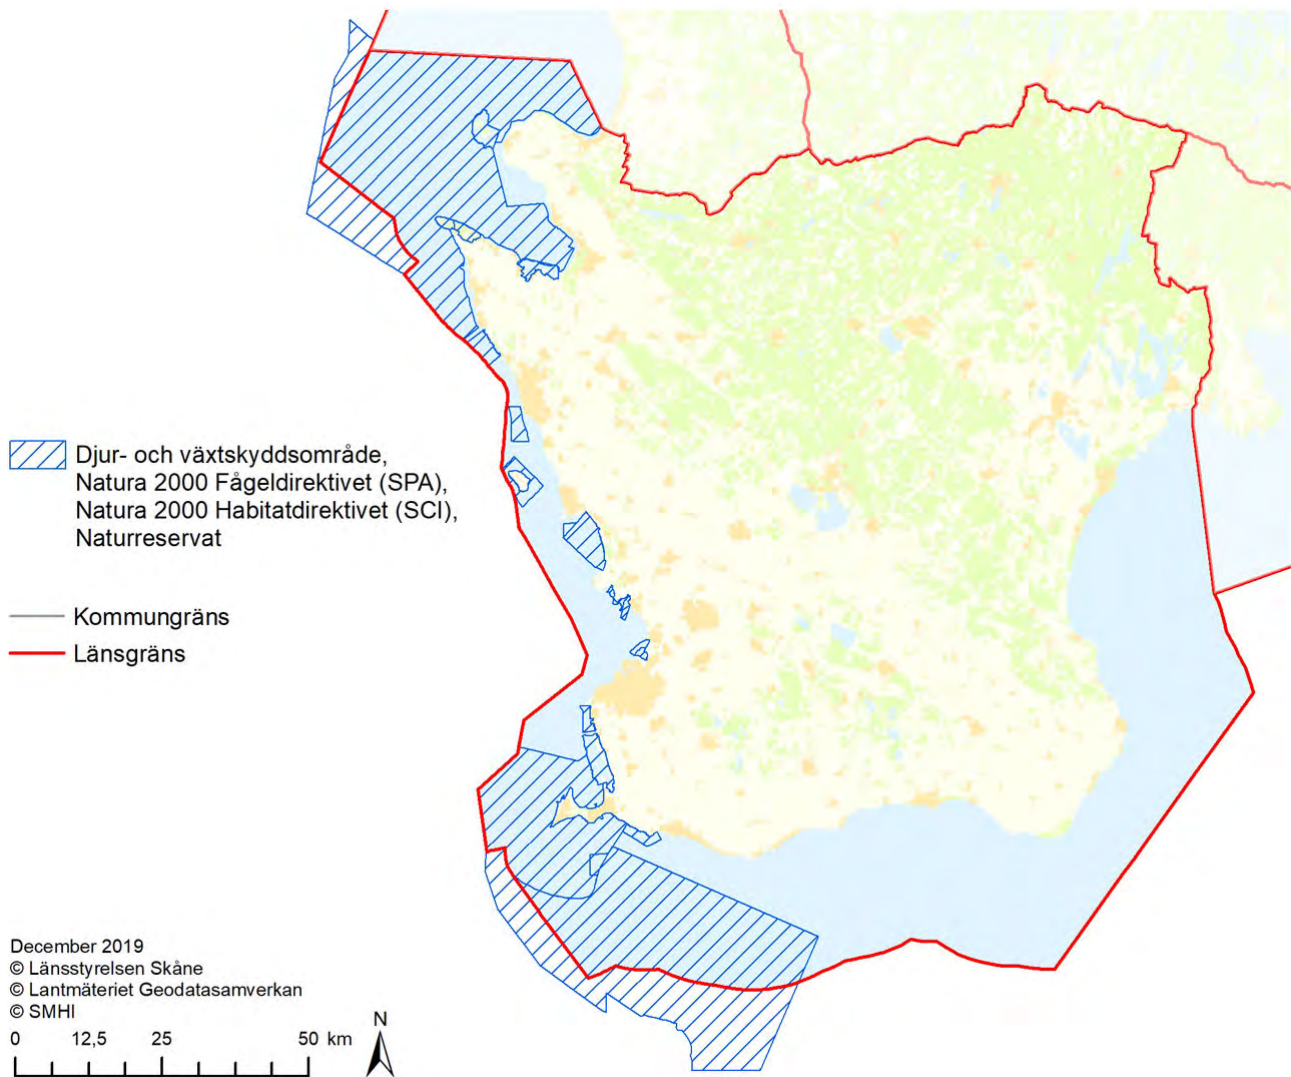 Djur- och växtskyddsområde,
Natura 2000 Fågeldirektivet (SPA),
Natura 2000 Habitatdirektivet (SCI),
Naturreservat
Kommungräns
Länsgräns
December 2019
© Länsstyrelsen Skåne
© Lantmäteriet Geodatasamverkan
© SMHI
0 12,5 25 50 km
N